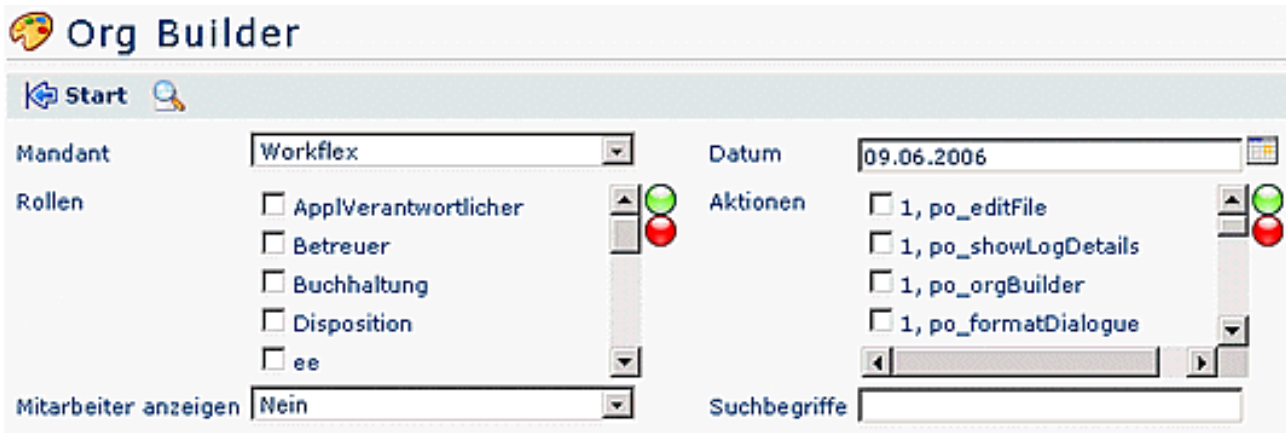 Org Builder
Start
Mandant Workflex Datum 09.06.2006
Rollen ApplVerantwortlicher Aktionen 1, po_editFile
Betreuer 1, po_showLogDetails
Buchhaltung 1, po_orgBuilder
Disposition 1, po_formatDialogue
ee
Mitarbeiter anzeigen Nein Suchbegriffe